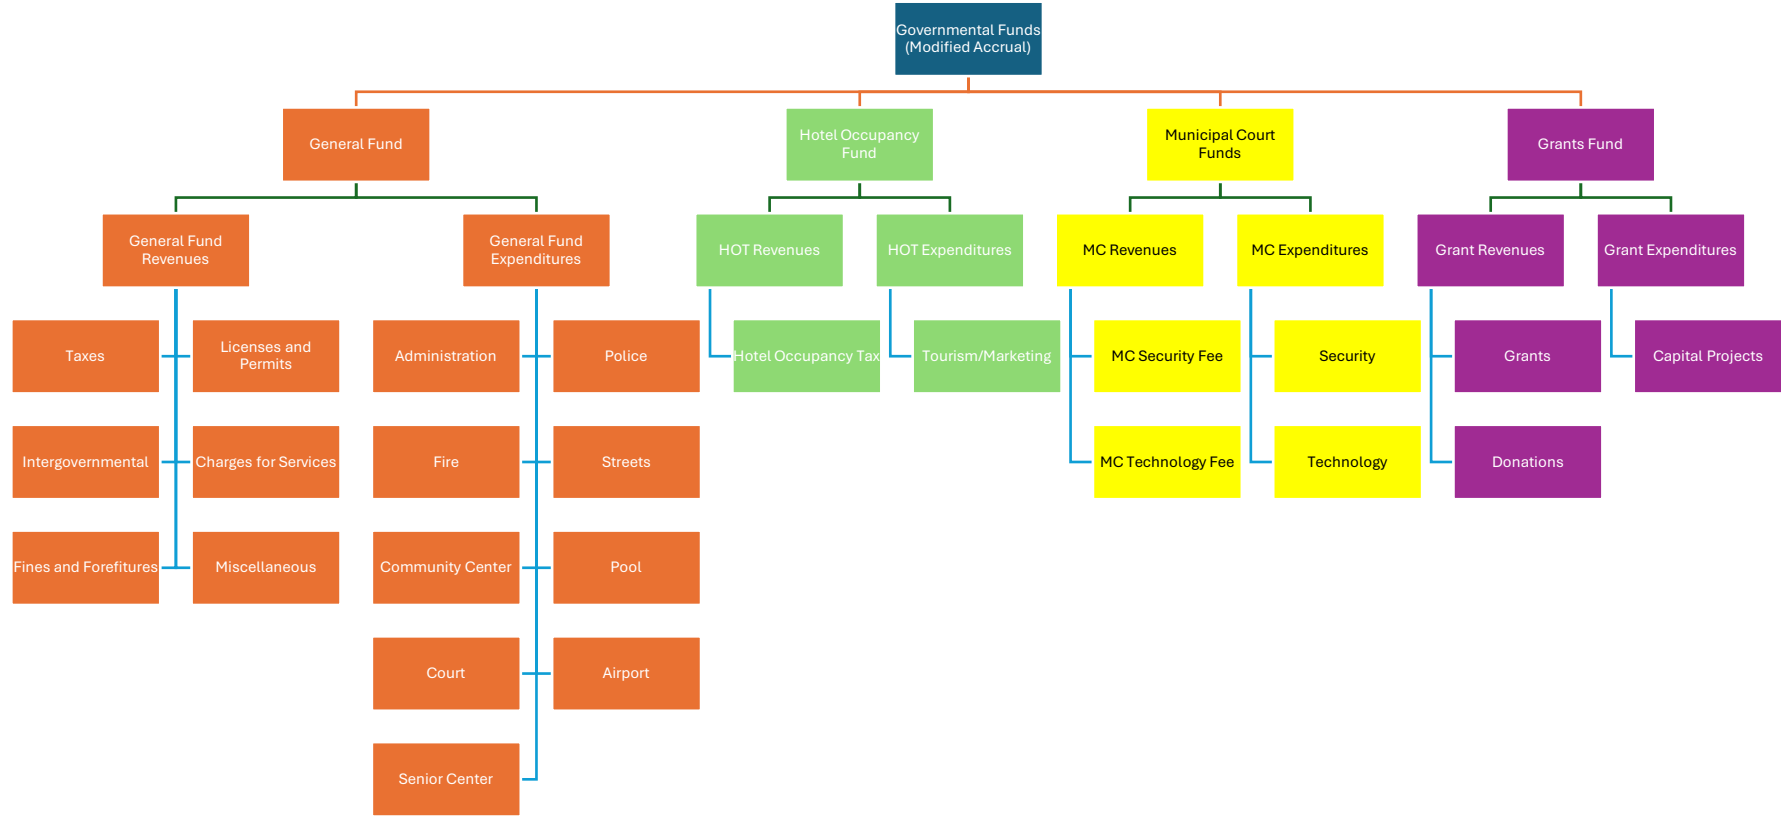 Governmental Funds
(Modified Accrual)
General Fund
Hotel Occupancy
Fund
Municipal Court
Funds
Grants Fund
General Fund
Revenues
General Fund
Expenditures
HOT Revenues
HOT Expenditures
MC Revenues
MC Expenditures
Grant Revenues
Grant Expenditures
Taxes
Licenses and
Permits
Administration
Police
Hotel Occupancy Tax
Tourism/Marketing
MC Security Fee
Security
Grants
Capital Projects
Intergovernmental
Charges for Services
Fire
Streets
MC Technology Fee
Technology
Donations
Fines and Forefitures
Miscellaneous
Community Center
Pool
Court
Airport
Senior Center